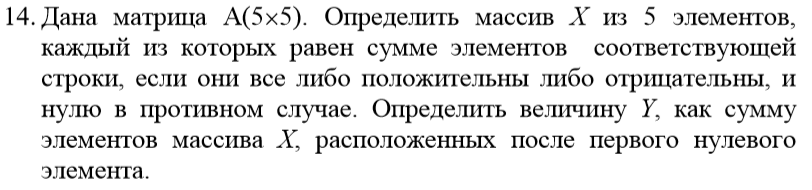 14. Дана матрица A(5×5). Определить массив X из 5 элементов,
каждый из которых равен сумме элементов соответствующей
строки, если они все либо положительны либо отрицательны, и
нулю в противном случае. Определить величину Y, как сумму
элементов массива X, расположенных после первого нулевого
элемента.